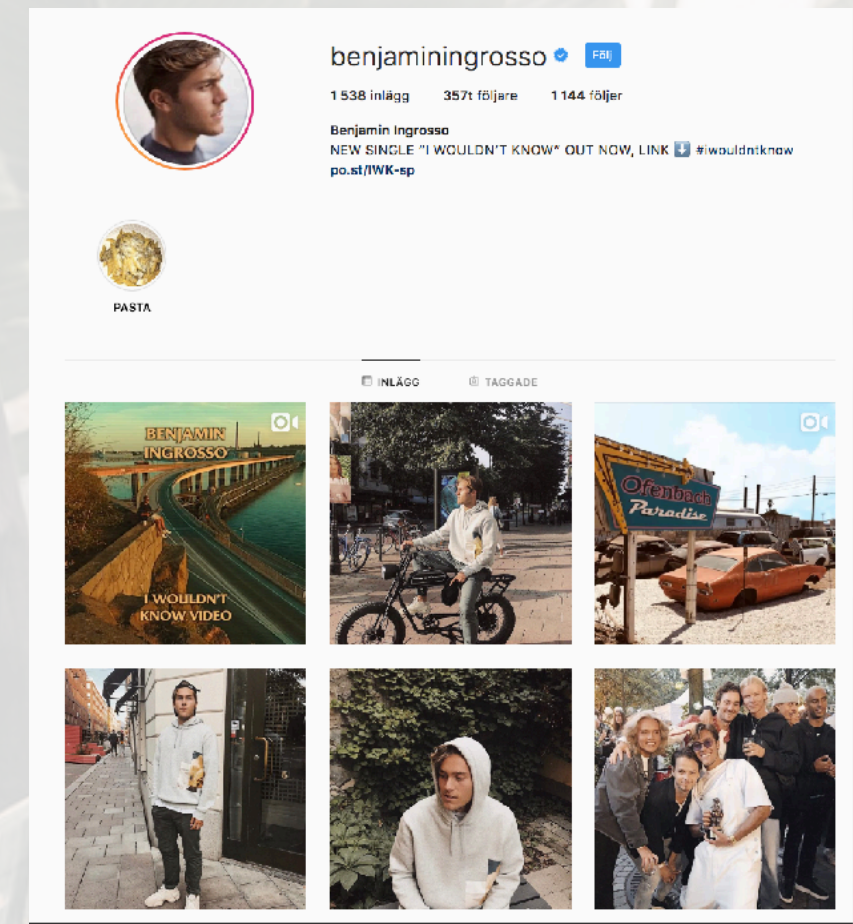 benjaminingrosso Följ
1 538 inlägg 357t följare 1 144 följer
Benjamin Ingrosso
NEW SINGLE "I WOULDN'T KNOW" OUT NOW, LINK ⬇️ #iwouldntknow
po.st/IWK-sp
PASTA
INLÄGG TAGGADE
BENJAMIN
INGROSSO
I WOULDN'T
KNOW VIDEO
Ofenbach
Paradise